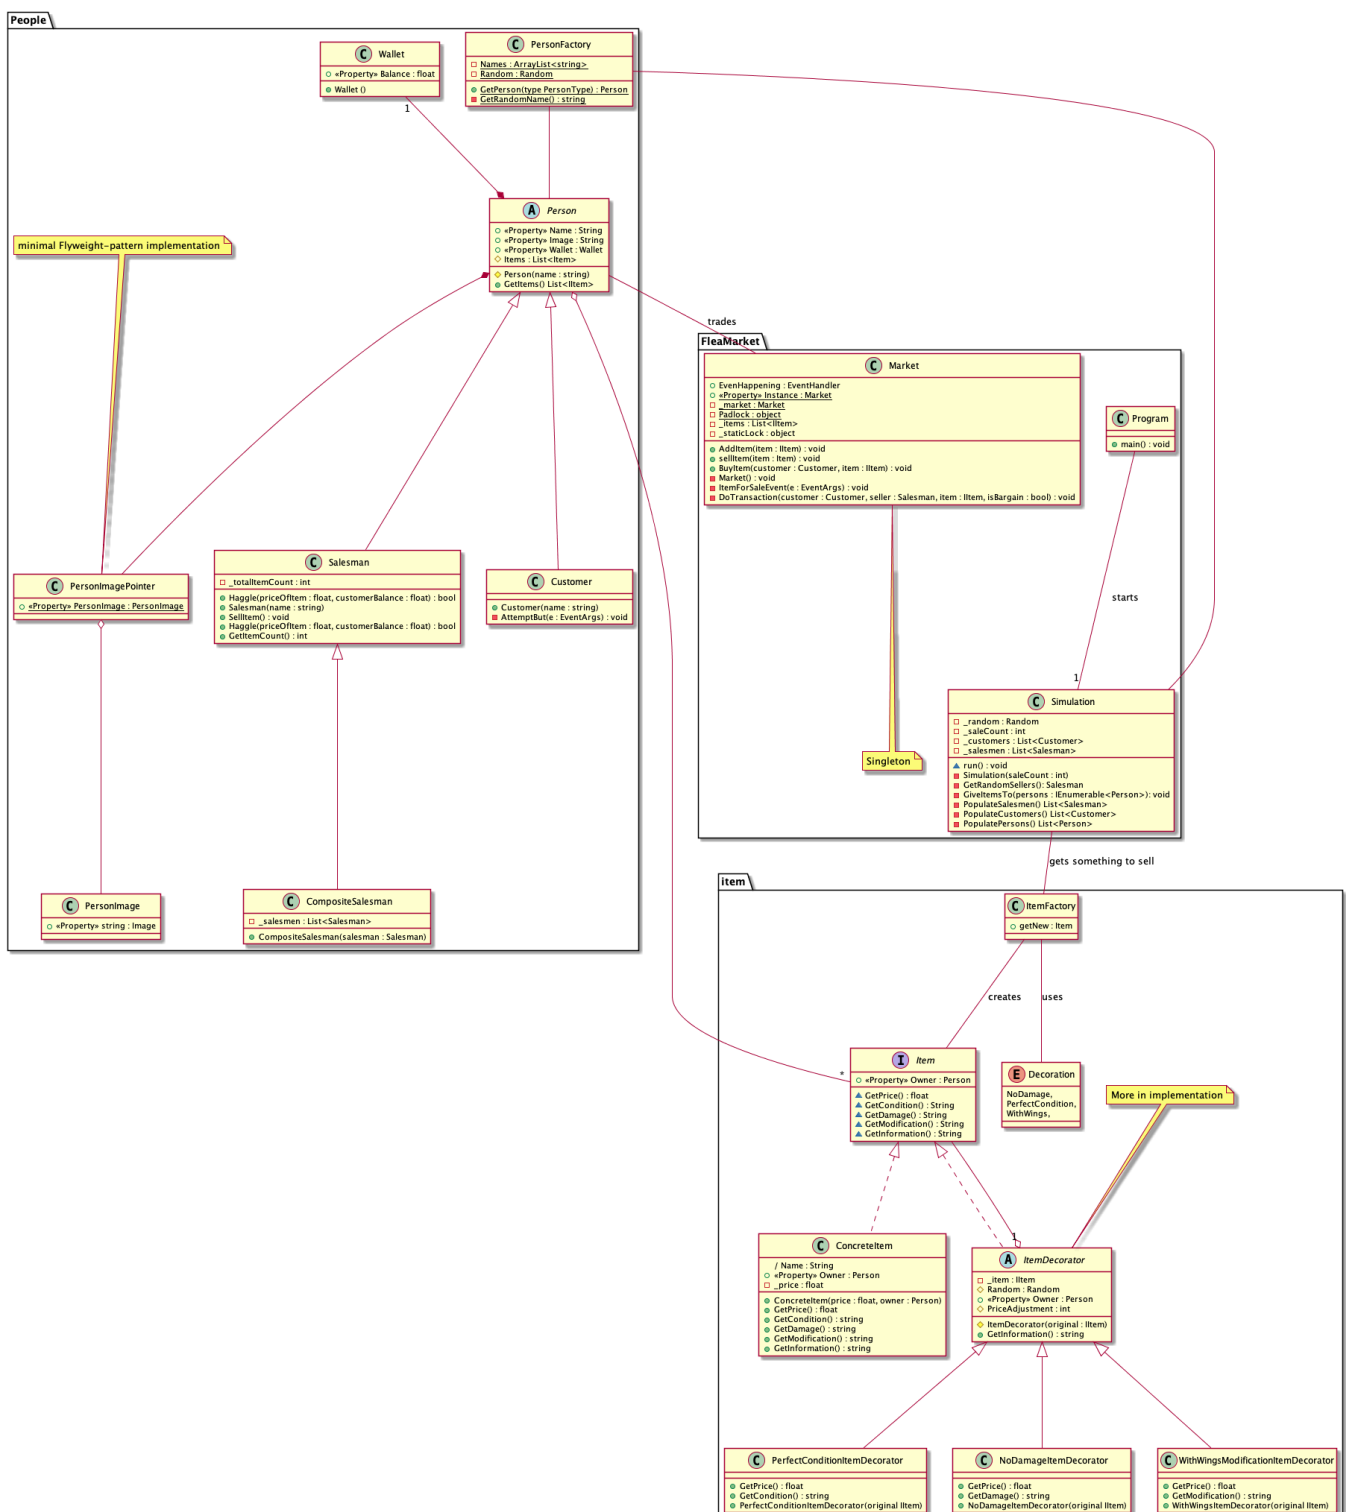 People
C Wallet
«Property» Balance : float
Wallet ()
1
C PersonFactory
Names : ArrayList<string>
Random : Random
GetPerson(type PersonType) : Person
GetRandomName() : string
A Person
«Property» Name : String
«Property» Image : String
«Property» Wallet : Wallet
Items : List<Item>
Person(name : string)
GetItems() List<IItem>
minimal Flyweight-pattern implementation
trades
FleaMarket
C Market
EvenHappening : EventHandler
«Property» Instance : Market
_market : Market
Padlock : object
_items : List<IItem>
_staticLock : object
AddItem(item : IItem) : void
sellItem(item : Item) : void
BuyItem(customer : Customer, item : IItem) : void
Market() : void
ItemForSaleEvent(e : EventArgs) : void
DoTransaction(customer : Customer, seller : Salesman, item : IItem, isBargain : bool) : void
C Program
main() : void
C PersonImagePointer
«Property» PersonImage : PersonImage
C Salesman
_totalItemCount : int
Haggle(priceOfItem : float, customerBalance : float) : bool
Salesman(name : string)
SellItem() : void
Haggle(priceOfItem : float, customerBalance : float) : bool
GetItemCount() : int
C Customer
Customer(name : string)
AttemptBut(e : EventArgs) : void
starts
1
Singleton
C Simulation
_random : Random
_saleCount : int
_customers : List<Customer>
_salesmen : List<Salesman>
run() : void
Simulation(saleCount : int)
GetRandomSellers(): Salesman
GiveItemsTo(persons : IEnumerable<Person>): void
PopulateSalesmen() List<Salesman>
PopulateCustomers() List<Customer>
PopulatePersons() List<Person>
gets something to sell
C PersonImage
«Property» string : Image
C CompositeSalesman
_salesmen : List<Salesman>
CompositeSalesman(salesman : Salesman)
item
C ItemFactory
getNew : Item
creates
uses
*
I Item
«Property» Owner : Person
GetPrice() : float
GetCondition() : String
GetDamage() : String
GetModification() : String
GetInformation() : String
E Decoration
NoDamage,
PerfectCondition,
WithWings,
More in implementation
C ConcreteItem
/ Name : String
«Property» Owner : Person
_price : float
ConcreteItem(price : float, owner : Person)
GetPrice() : float
GetCondition() : string
GetDamage() : string
GetModification() : string
GetInformation() : string
1
A ItemDecorator
_item : IItem
Random : Random
«Property» Owner : Person
PriceAdjustment : int
ItemDecorator(original : IItem)
GetInformation() : string
C PerfectConditionItemDecorator
GetPrice() : float
GetCondition() : string
PerfectConditionItemDecorator(original IItem)
C NoDamageItemDecorator
GetPrice() : float
GetDamage() : string
NoDamageItemDecorator(original IItem)
C WithWingsModificationItemDecorator
GetPrice() : float
GetModification() : string
WithWingsItemDecorator(original IItem)